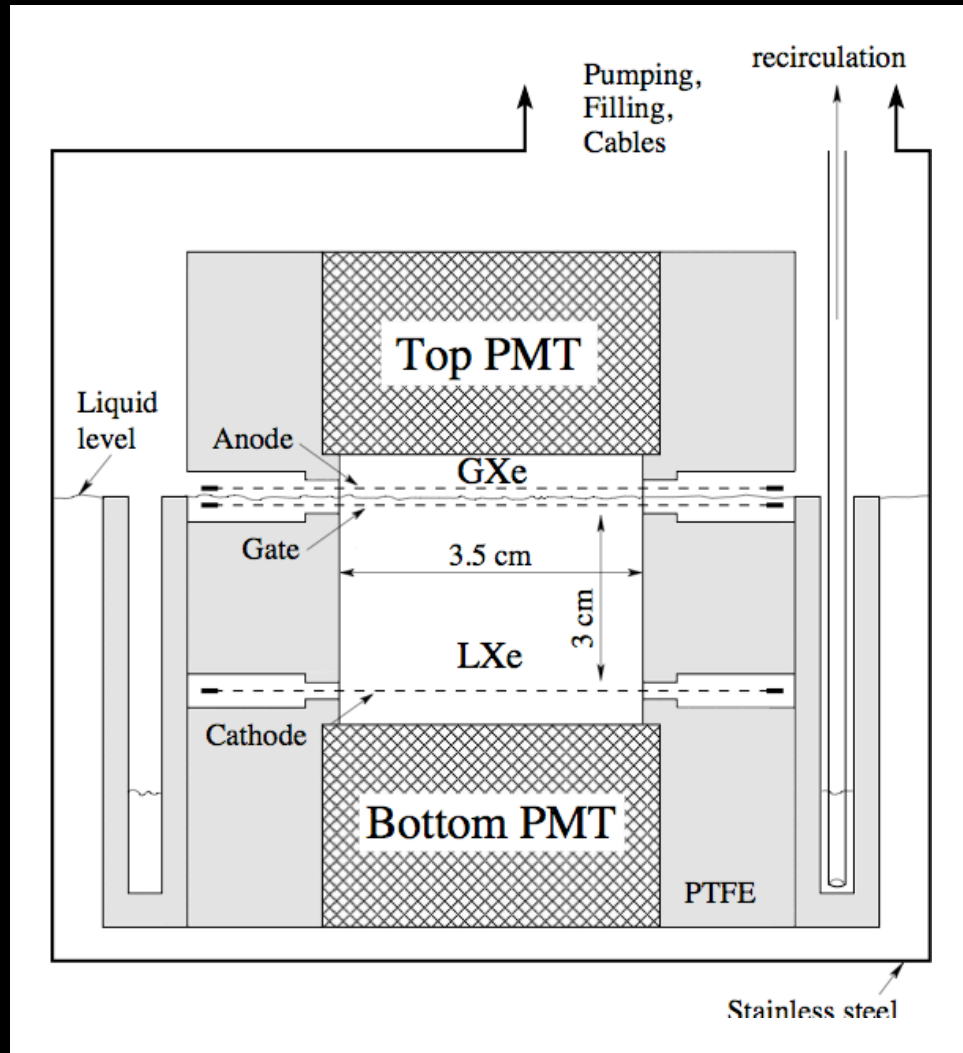 recirculation
Pumping,
Filling,
Cables
Top PMT
Liquid
level
Anode
GXe
Gate
3.5 cm
3 cm
LXe
Cathode
Bottom PMT
PTFE
Stainless steel